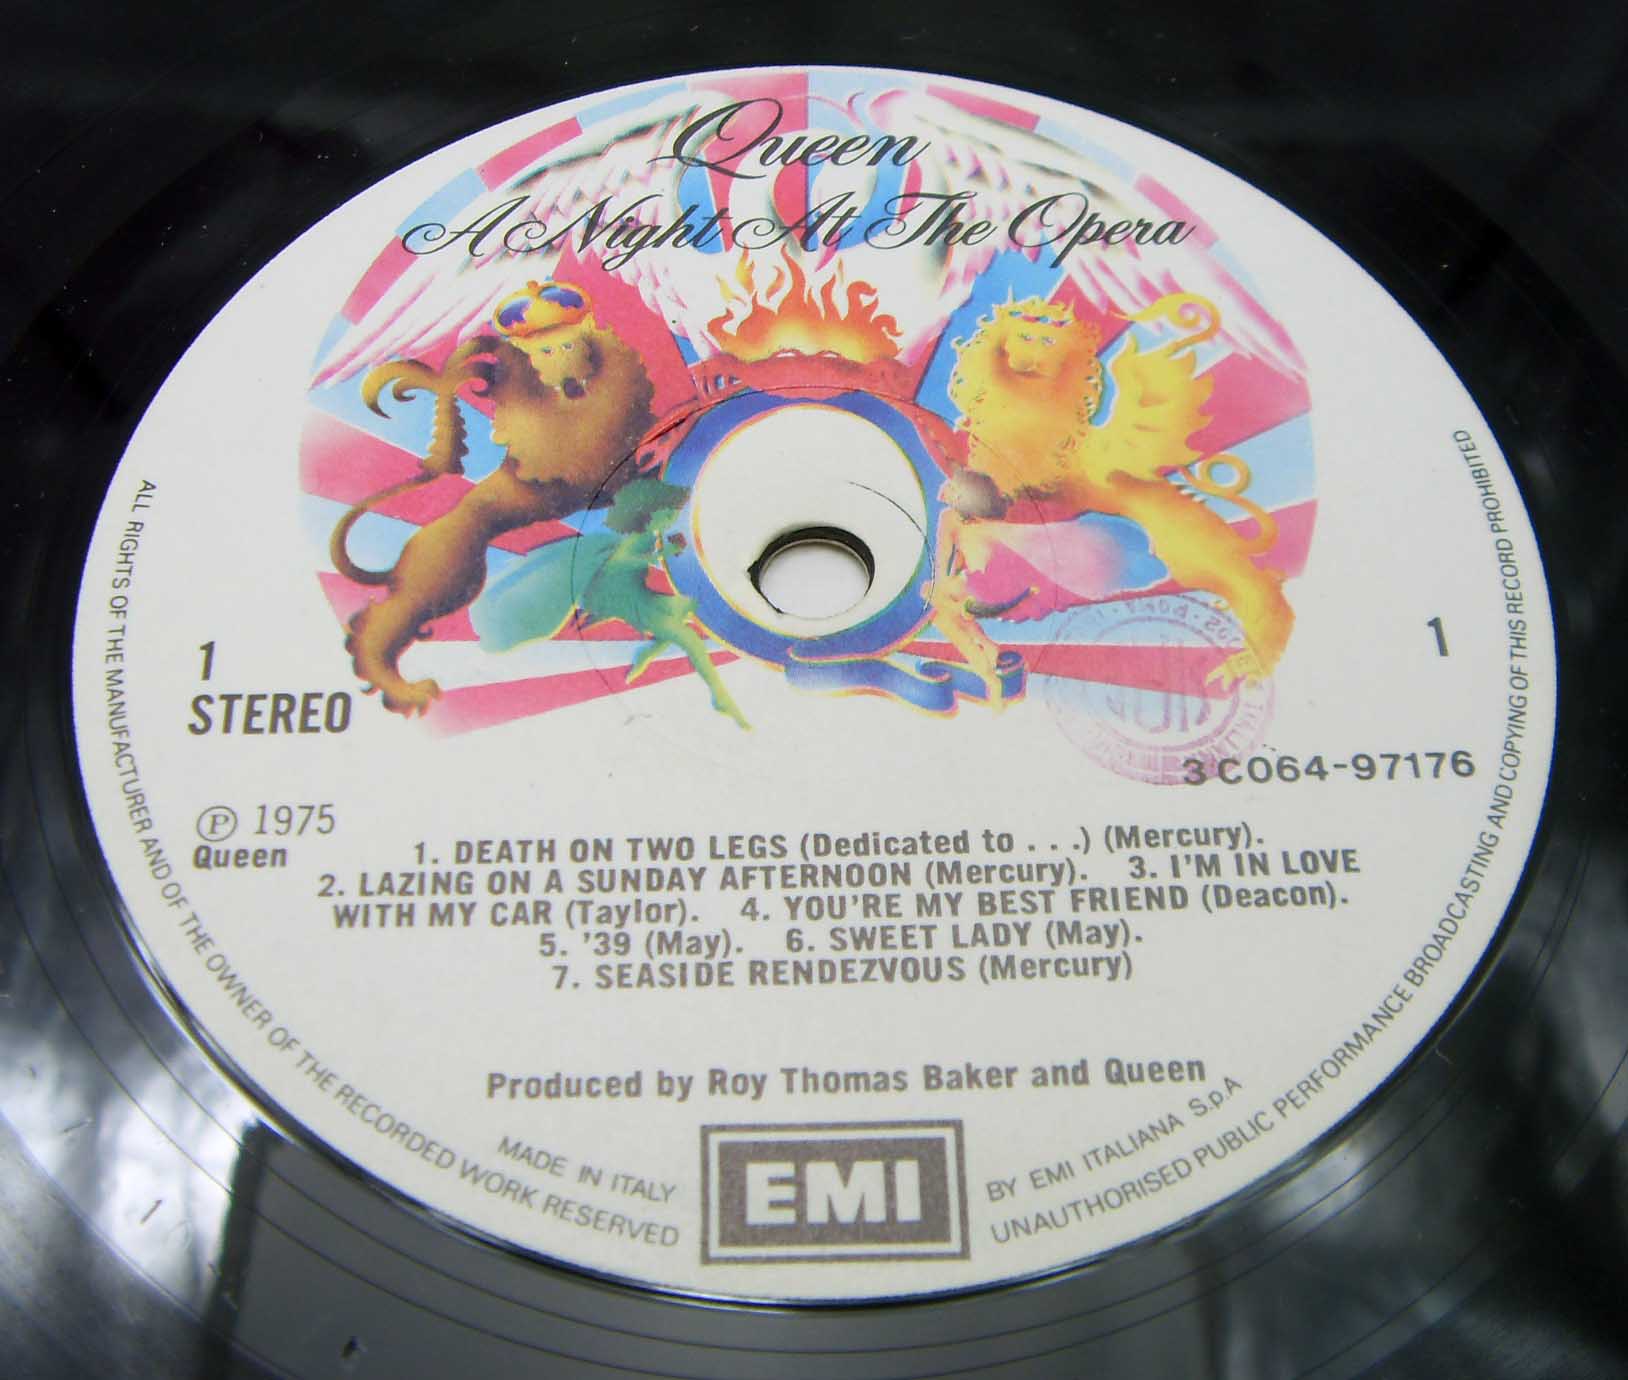 Queen
A Night At The Opera
1
STEREO
1
3C064-97176
Ⓟ 1975
Queen
1. DEATH ON TWO LEGS (Dedicated to . . .) (Mercury).
2. LAZING ON A SUNDAY AFTERNOON (Mercury). 3. I'M IN LOVE
WITH MY CAR (Taylor). 4. YOU'RE MY BEST FRIEND (Deacon).
5. '39 (May). 6. SWEET LADY (May).
7. SEASIDE RENDEZVOUS (Mercury)
Produced by Roy Thomas Baker and Queen
MADE IN ITALY
EMI
BY EMI ITALIANA S.p.A
ALL RIGHTS OF THE MANUFACTURER AND OF THE OWNER OF THE RECORDED WORK RESERVED
UNAUTHORISED PUBLIC PERFORMANCE BROADCASTING AND COPYING OF THIS RECORD PROHIBITED